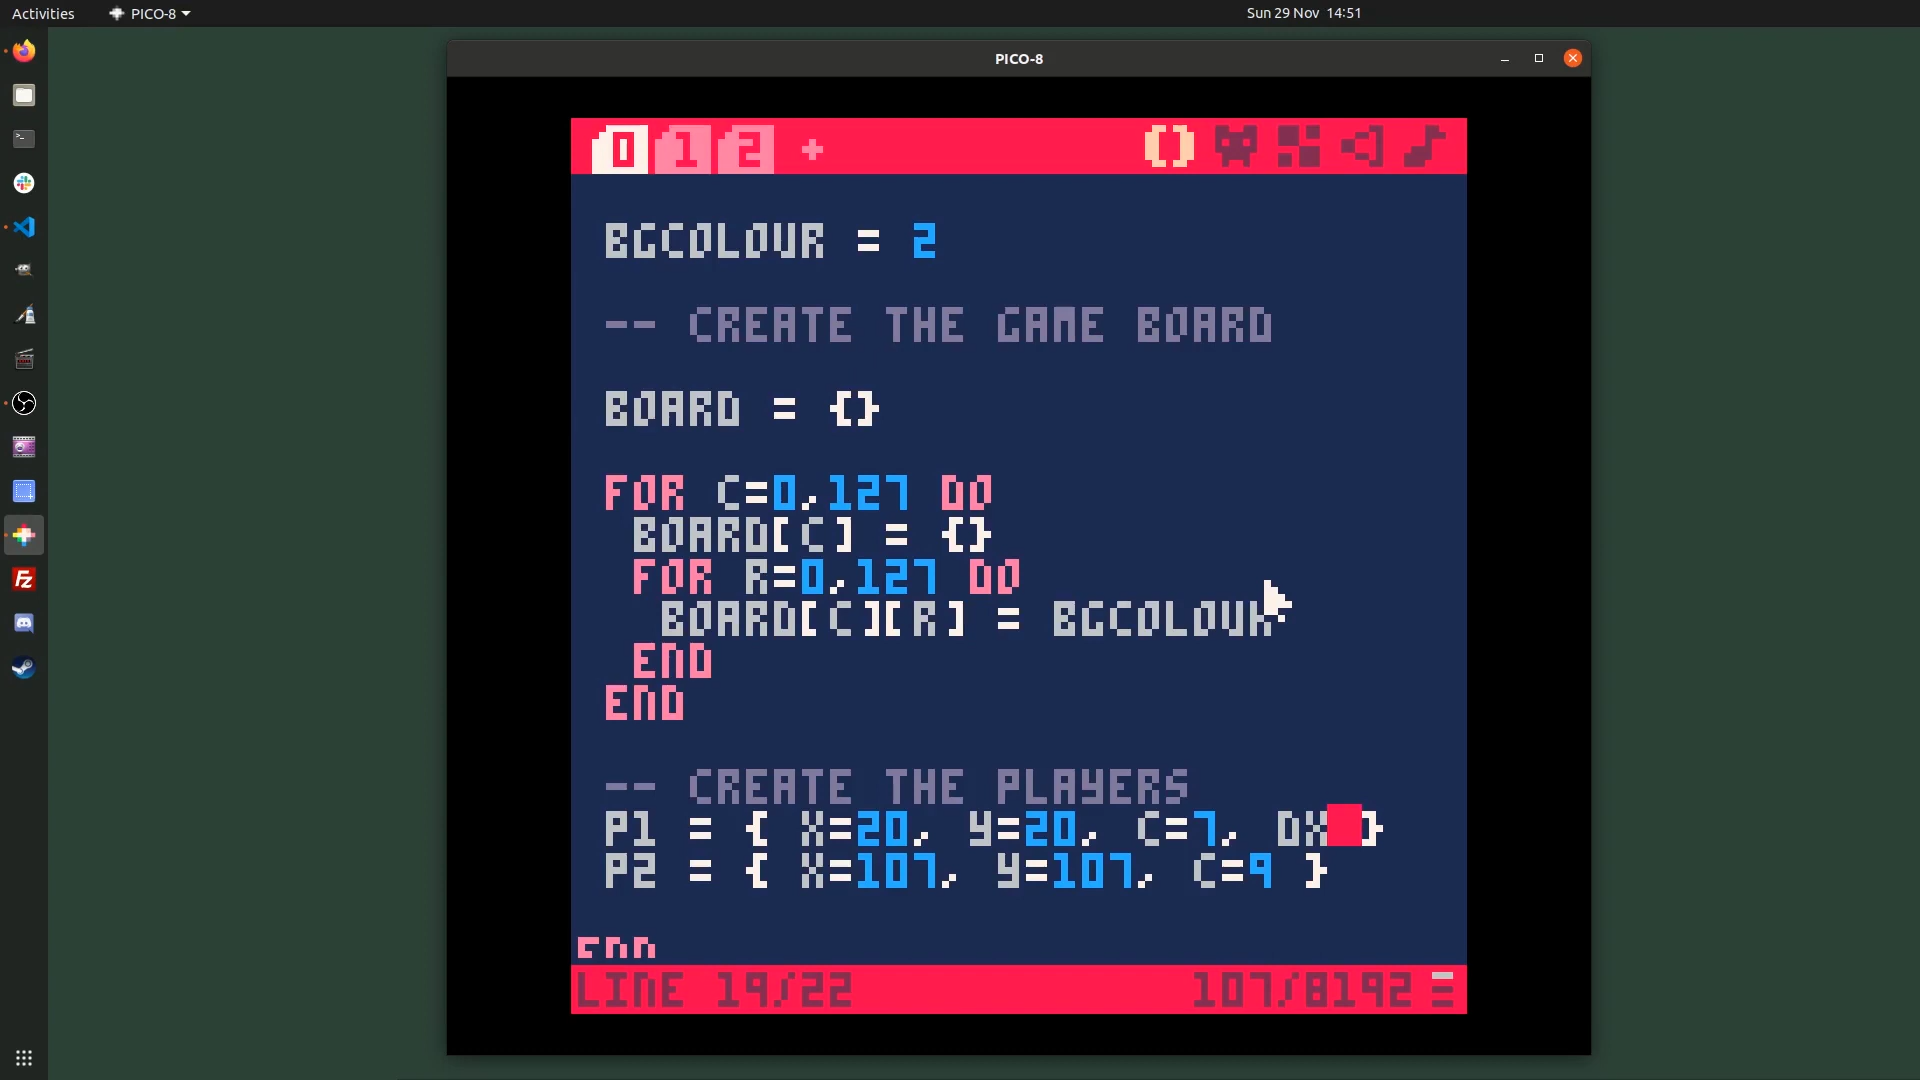 Activities PICO-8 Sun 29 Nov 14:51
PICO-8
0 1 2 +
BGCOLOUR = 2
-- CREATE THE GAME BOARD
BOARD = {}
FOR C=0,127 DO
BOARD[C] = {}
FOR R=0,127 DO
BOARD[C][R] = BGCOLOUR
END
END
-- CREATE THE PLAYERS
P1 = { X=20, Y=20, C=7, DX }
P2 = { X=107, Y=107, C=9 }
END
LINE 19/22 107/8192